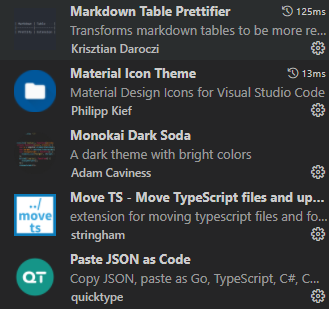 Markdown Table Prettifier 125ms
Transforms markdown tables to be more re...
Krisztian Daroczi
Material Icon Theme 13ms
Material Design Icons for Visual Studio Code
Philipp Kief
Monokai Dark Soda
A dark theme with bright colors
Adam Caviness
../
move
ts
Move TS - Move TypeScript files and up...
extension for moving typescript files and fo...
stringham
QT
Paste JSON as Code
Copy JSON, paste as Go, TypeScript, C#, C...
quicktype